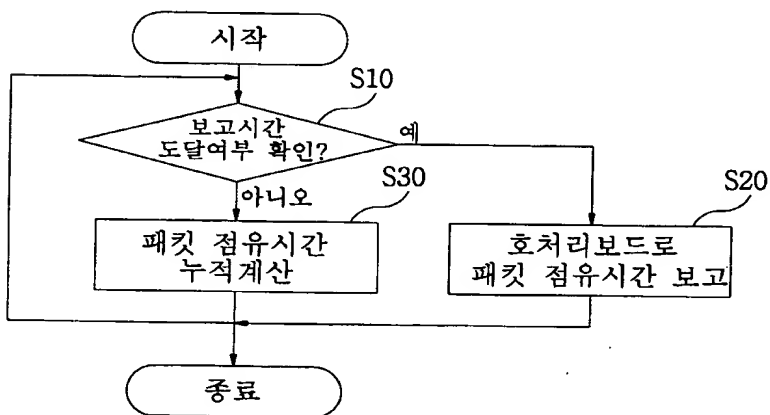 시작
S10
보고시간
도달여부 확인?
예
아니오
S30
패킷 점유시간
누적계산
S20
호처리보드로
패킷 점유시간 보고
종료